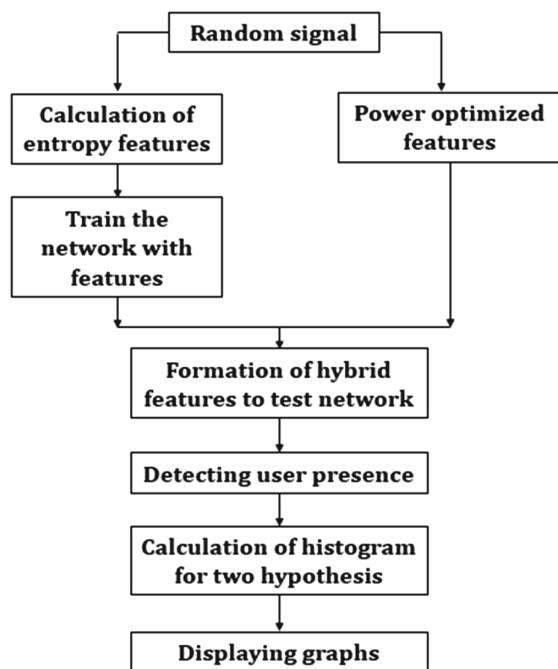 Random signal
Calculation of
entropy features
Power optimized
features
Train the
network with
features
Formation of hybrid
features to test network
Detecting user presence
Calculation of histogram
for two hypothesis
Displaying graphs